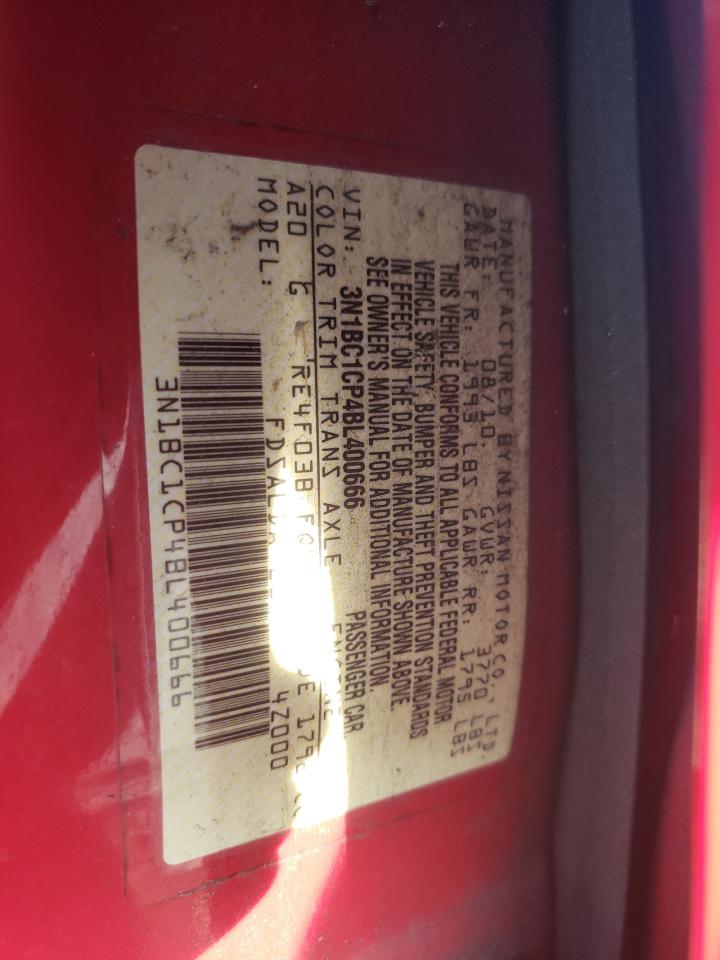 MANUFACTURED BY NISSAN MOTOR CO., LTD.
DATE: 08/10 GVWR: 3770 LBS
GAWR FR: 1993 LBS GAWR RR: 1795 LBS
THIS VEHICLE CONFORMS TO ALL APPLICABLE FEDERAL MOTOR
VEHICLE SAFETY, BUMPER AND THEFT PREVENTION STANDARDS
IN EFFECT ON THE DATE OF MANUFACTURE SHOWN ABOVE.
SEE OWNER'S MANUAL FOR ADDITIONAL INFORMATION.
VIN: 3N1BC1CP4BL400666 PASSENGER CAR
COLOR TRIM TRANS AXLE ENGINE
A20 G RE4F03B
MODEL: 4Z000
3N1BC1CP4BL400666